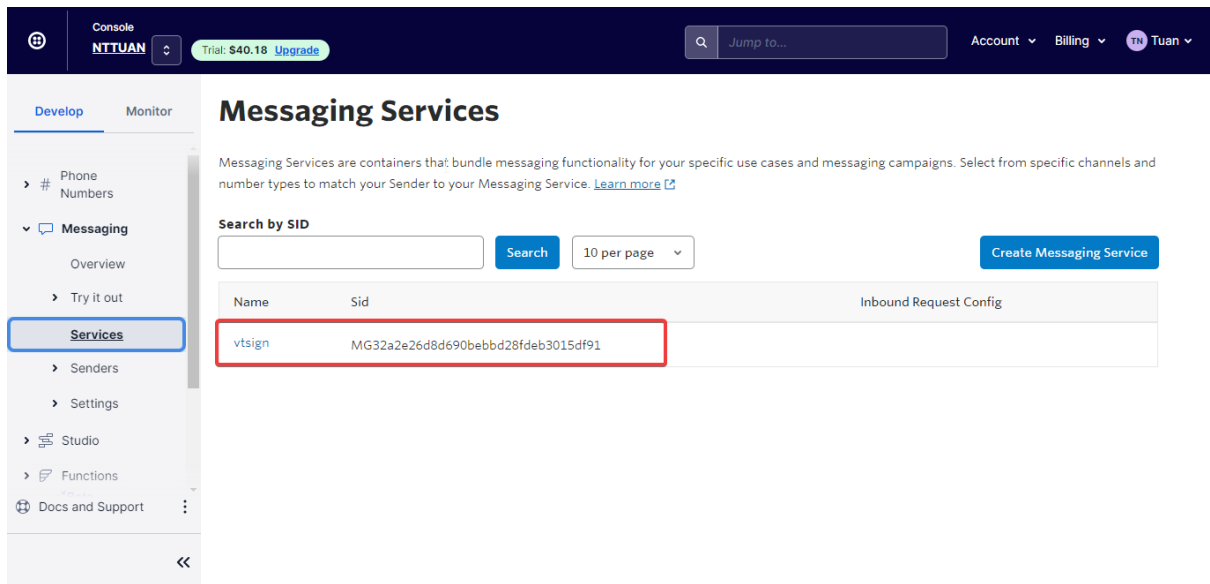 Console
NTTUAN
Trial: $40.18 Upgrade
Jump to...
Account
Billing
TN Tuan
Develop
Monitor
# Phone
Numbers
Messaging
Overview
Try it out
Services
Senders
Settings
Studio
Functions
Docs and Support
Messaging Services
Messaging Services are containers that bundle messaging functionality for your specific use cases and messaging campaigns. Select from specific channels and
number types to match your Sender to your Messaging Service. Learn more
Search by SID
Search
10 per page
Create Messaging Service
Name Sid Inbound Request Config
vtsign MG32a2e26d8d690bebbd28fdeb3015df91